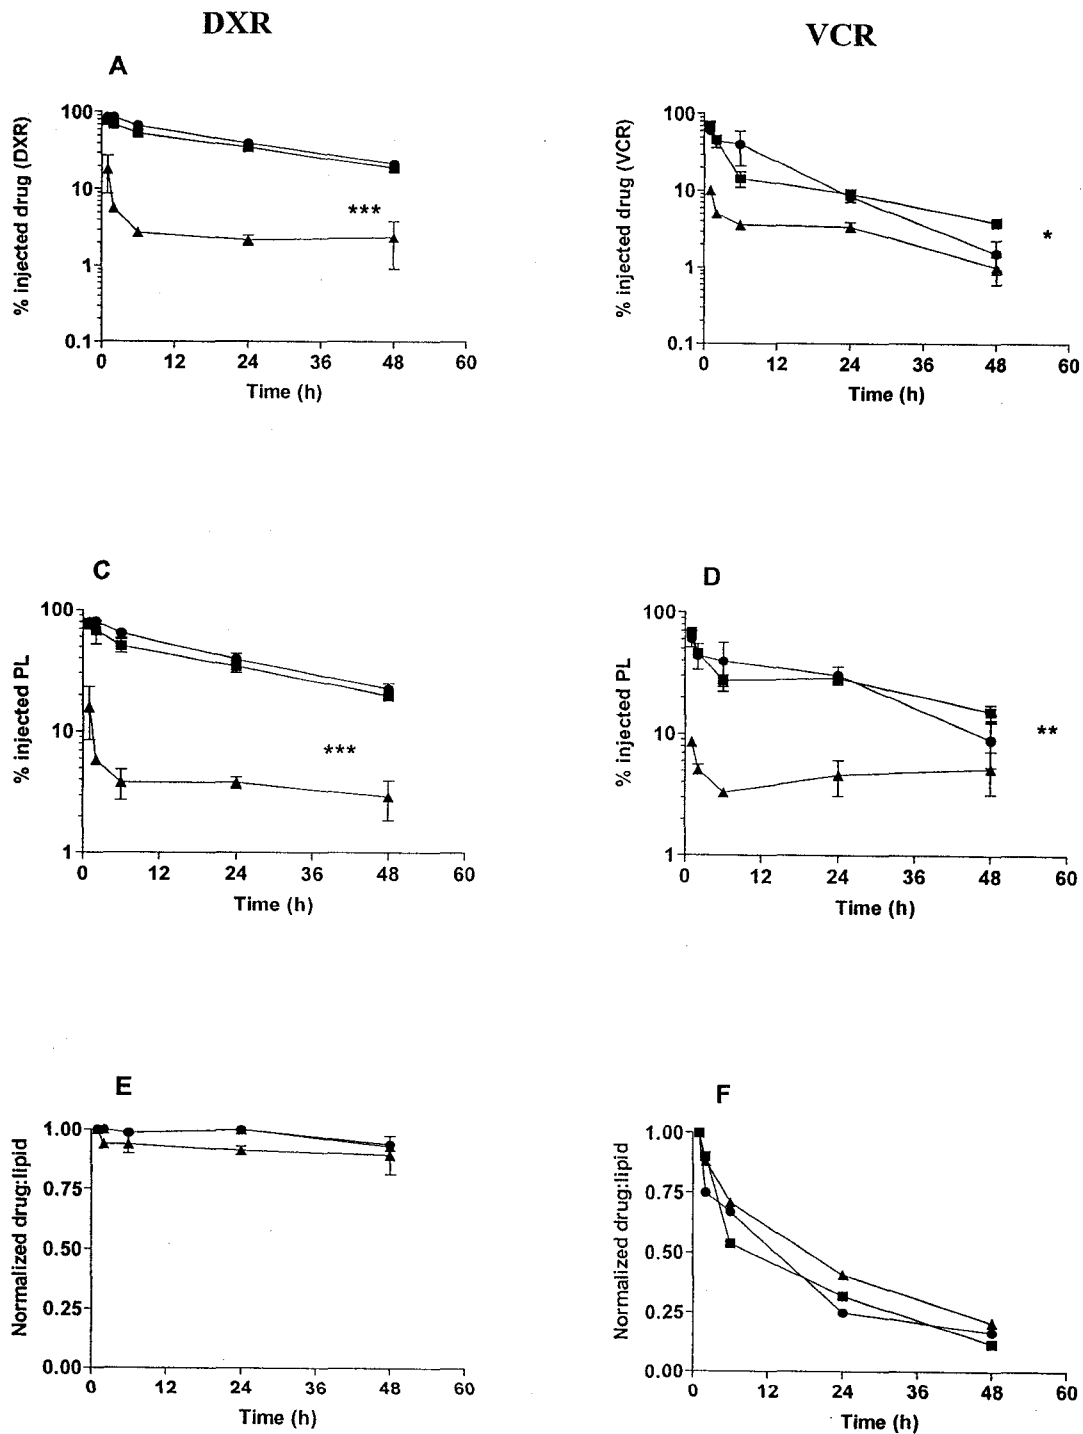 DXR
VCR
A
% injected drug (DXR)
100
10
1
0.1
***
0 12 24 36 48 60
Time (h)
% injected drug (VCR)
100
10
1
0.1
*
0 12 24 36 48 60
Time (h)
C
% injected PL
100
10
1
***
0 12 24 36 48 60
Time (h)
D
% injected PL
100
10
1
**
0 12 24 36 48 60
Time (h)
E
Normalized drug:lipid
1.00
0.75
0.50
0.25
0.00
0 12 24 36 48 60
Time (h)
F
Normalized drug:lipid
1.00
0.75
0.50
0.25
0.00
0 12 24 36 48 60
Time (h)